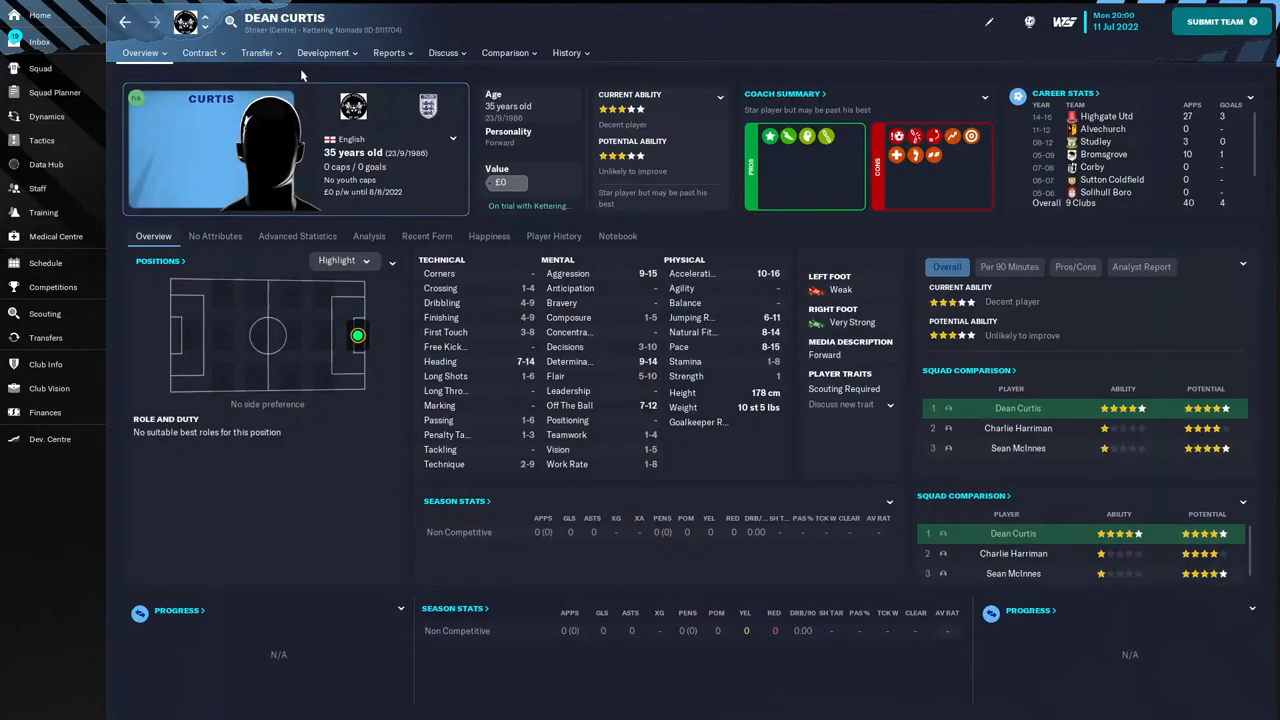 Home
19
Inbox
Squad
Squad Planner
Dynamics
Tactics
Data Hub
Staff
Training
Medical Centre
Schedule
Competitions
Scouting
Transfers
Club Info
Club Vision
Finances
Dev. Centre
DEAN CURTIS
Striker (Centre) - Kettering Nomads (ID:5111704)
Mon 20:00
11 Jul 2022
SUBMIT TEAM
Overview
Contract
Transfer
Development
Reports
Discuss
Comparison
History
FrA
CURTIS
English
35 years old (23/9/1986)
0 caps / 0 goals
No youth caps
£0 p/w until 8/8/2022
Age
35 years old
23/9/1986
Personality
Forward
Value
£0
On trial with Kettering...
CURRENT ABILITY
Decent player
POTENTIAL ABILITY
Unlikely to improve
Star player but may be past his
best
COACH SUMMARY
Star player but may be past his best
PROS
CONS
CAREER STATS
YEAR TEAM APPS GOALS
14-16 Highgate Utd 27 3
11-12 Alvechurch 0 -
08-12 Studley 3 0
05-09 Bromsgrove 10 1
07-08 Corby 0 -
06-07 Sutton Coldfield 0 -
05-06 Solihull Boro 0 -
Overall 9 Clubs 40 4
Overview
No Attributes
Advanced Statistics
Analysis
Recent Form
Happiness
Player History
Notebook
POSITIONS
Highlight
No side preference
ROLE AND DUTY
No suitable best roles for this position
TECHNICAL
Corners -
Crossing 1-4
Dribbling 4-9
Finishing 4-9
First Touch 3-8
Free Kick... -
Heading 7-14
Long Shots 1-6
Long Thro... -
Marking -
Passing 1-6
Penalty Ta... 1-3
Tackling -
Technique 2-9
MENTAL
Aggression 9-15
Anticipation -
Bravery -
Composure 1-5
Concentra... -
Decisions 3-10
Determina... 9-14
Flair 5-10
Leadership -
Off The Ball 7-12
Positioning -
Teamwork 1-4
Vision 1-5
Work Rate 1-8
PHYSICAL
Accelerati... 10-16
Agility -
Balance -
Jumping R... 6-11
Natural Fit... 8-14
Pace 8-15
Stamina 1-8
Strength 1
Height 178 cm
Weight 10 st 5 lbs
Goalkeeper R...
LEFT FOOT
Weak
RIGHT FOOT
Very Strong
MEDIA DESCRIPTION
Forward
PLAYER TRAITS
Scouting Required
Discuss new trait
Overall
Per 90 Minutes
Pros/Cons
Analyst Report
CURRENT ABILITY
Decent player
POTENTIAL ABILITY
Unlikely to improve
SQUAD COMPARISON
PLAYER ABILITY POTENTIAL
1 Dean Curtis
2 Charlie Harriman
3 Sean McInnes
SEASON STATS
APPS GLS ASTS XG XA PENS POM YEL RED DRB/... SH T... PAS% TCK W CLEAR AV RAT
Non Competitive 0 (0) 0 0 - - 0 (0) 0 0 0 0.00 - - - - -
SQUAD COMPARISON
PLAYER ABILITY POTENTIAL
1 Dean Curtis
2 Charlie Harriman
3 Sean McInnes
PROGRESS
N/A
SEASON STATS
APPS GLS ASTS XG PENS POM YEL RED DRB/90 SH TAR PAS% TCK W CLEAR AV RAT
Non Competitive 0 (0) 0 0 - 0 (0) 0 0 0 0.00 - - - - -
PROGRESS
N/A